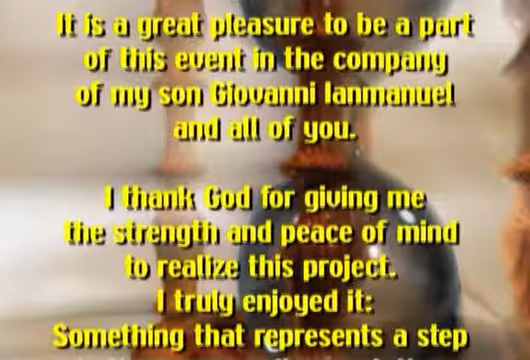 It is a great pleasure to be a part
of this event in the company
of my son Giovanni Ianmanuel
and all of you.
I thank God for giving me
the strength and peace of mind
to realize this project.
I truly enjoyed it:
Something that represents a step